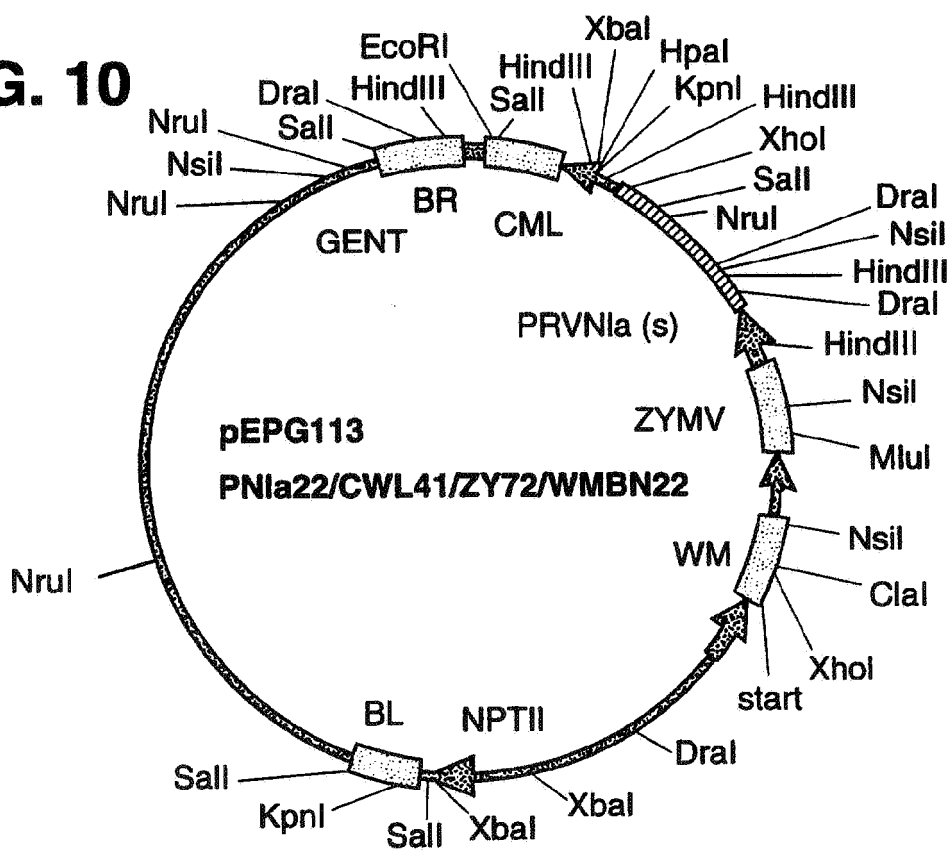 G. 10
XbaI
EcoRI
HindIII
HpaI
DraI
HindIII
SalI
KpnI
HindIII
NruI
SalI
XhoI
NsiI
SalI
NruI
BR
NruI
DraI
GENT
CML
NsiI
HindIII
DraI
PRVNIa (s)
HindIII
NsiI
ZYMV
pEPG113
MluI
PNIa22/CWL41/ZY72/WMBN22
NsiI
WM
NruI
ClaI
XhoI
start
BL
NPTII
DraI
SalI
KpnI
XbaI
SalI
XbaI